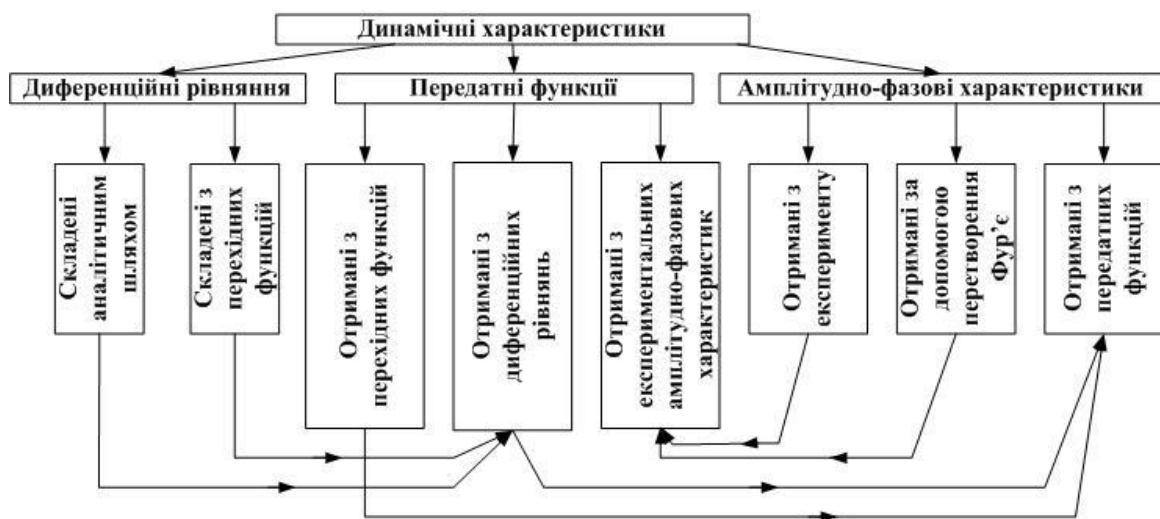 Динамічні характеристики
Диференційні рівняння
Передатні функції
Амплітудно-фазові характеристики
Складені
аналітичним
шляхом
Складені з
перехідних
функцій
Отримані з
перехідних функцій
Отримані з
диференційних
рівнянь
Отримані з
експериментальних
амплітудно-фазових
характеристик
Отримані з
експерименту
Отримані за
допомогою
перетворення
Фур’є
Отримані з
передатних
функцій